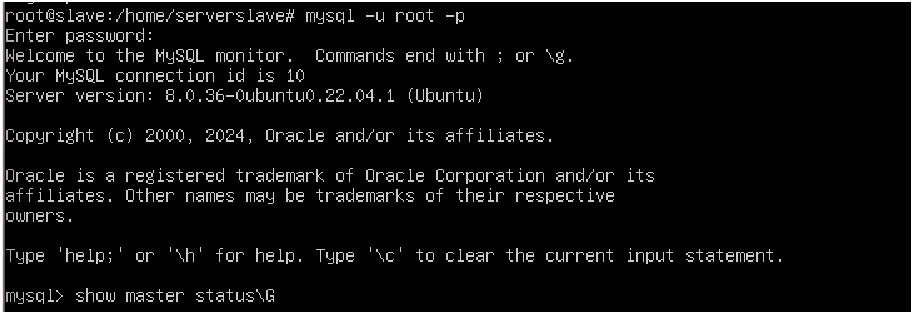 root@slave:/home/serverslave# mysql -u root -p
Enter password:
Welcome to the MySQL monitor.  Commands end with ; or \g.
Your MySQL connection id is 10
Server version: 8.0.36-0ubuntu0.22.04.1 (Ubuntu)
Copyright (c) 2000, 2024, Oracle and/or its affiliates.
Oracle is a registered trademark of Oracle Corporation and/or its
affiliates. Other names may be trademarks of their respective
owners.
Type 'help;' or '\h' for help. Type '\c' to clear the current input statement.
mysql> show master status\G